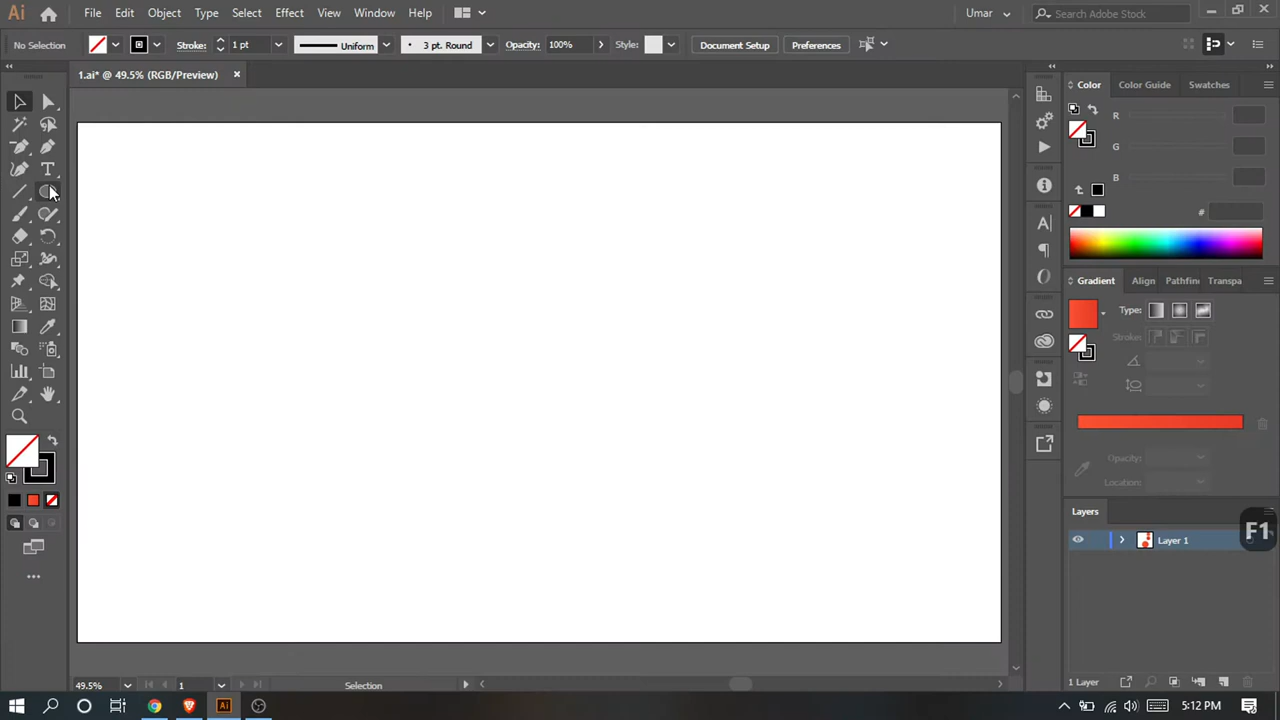 Ai File Edit Object Type Select Effect View Window Help Umar Search Adobe Stock
No Selection Stroke: 1 pt Uniform 3 pt. Round Opacity: 100% Style: Document Setup Preferences
1.ai* @ 49.5% (RGB/Preview)
Color Color Guide Swatches
R
G
B
#
Gradient Align Pathfin Transpa
Type:
Stroke:
Opacity:
Location:
Layers
Layer 1
F1
49.5% 1 Selection 1 Layer
Ai 5:12 PM